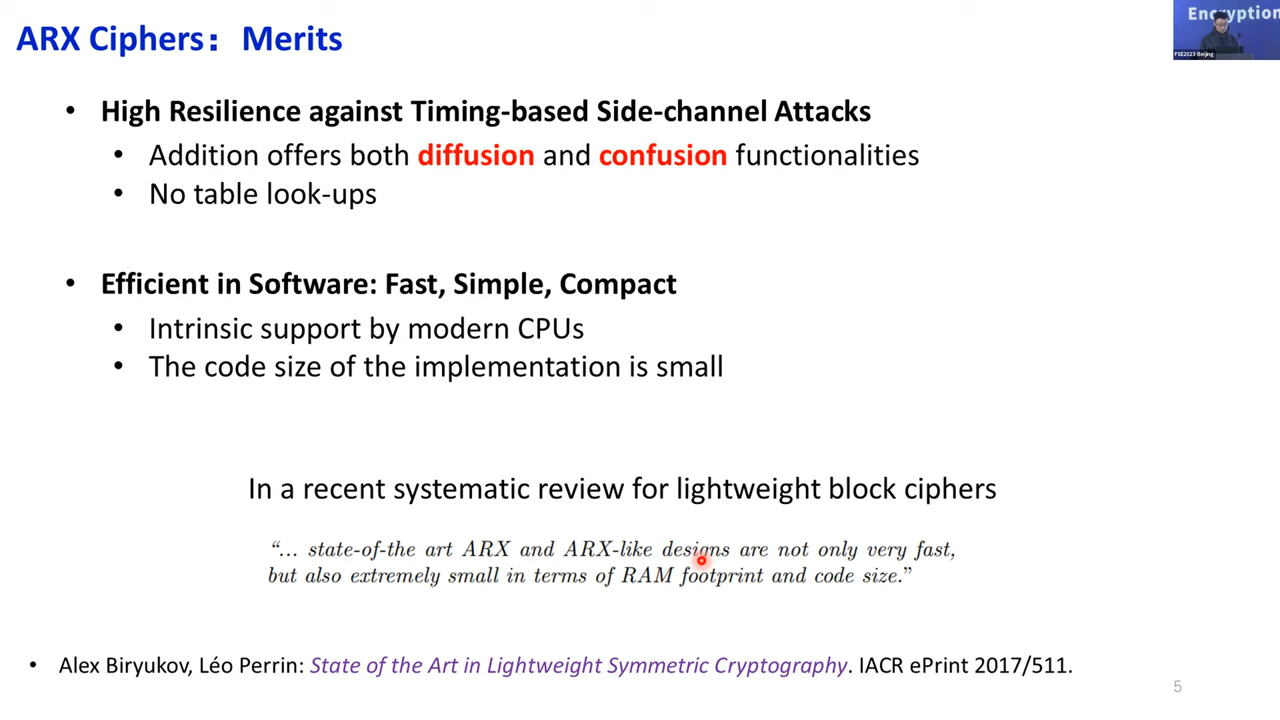 ARX Ciphers: Merits
Encryption
FSE2023-Beijing
• High Resilience against Timing-based Side-channel Attacks
• Addition offers both diffusion and confusion functionalities
• No table look-ups
• Efficient in Software: Fast, Simple, Compact
• Intrinsic support by modern CPUs
• The code size of the implementation is small
In a recent systematic review for lightweight block ciphers
“... state-of-the art ARX and ARX-like designs are not only very fast,
but also extremely small in terms of RAM footprint and code size.”
• Alex Biryukov, Léo Perrin: State of the Art in Lightweight Symmetric Cryptography. IACR ePrint 2017/511.
5